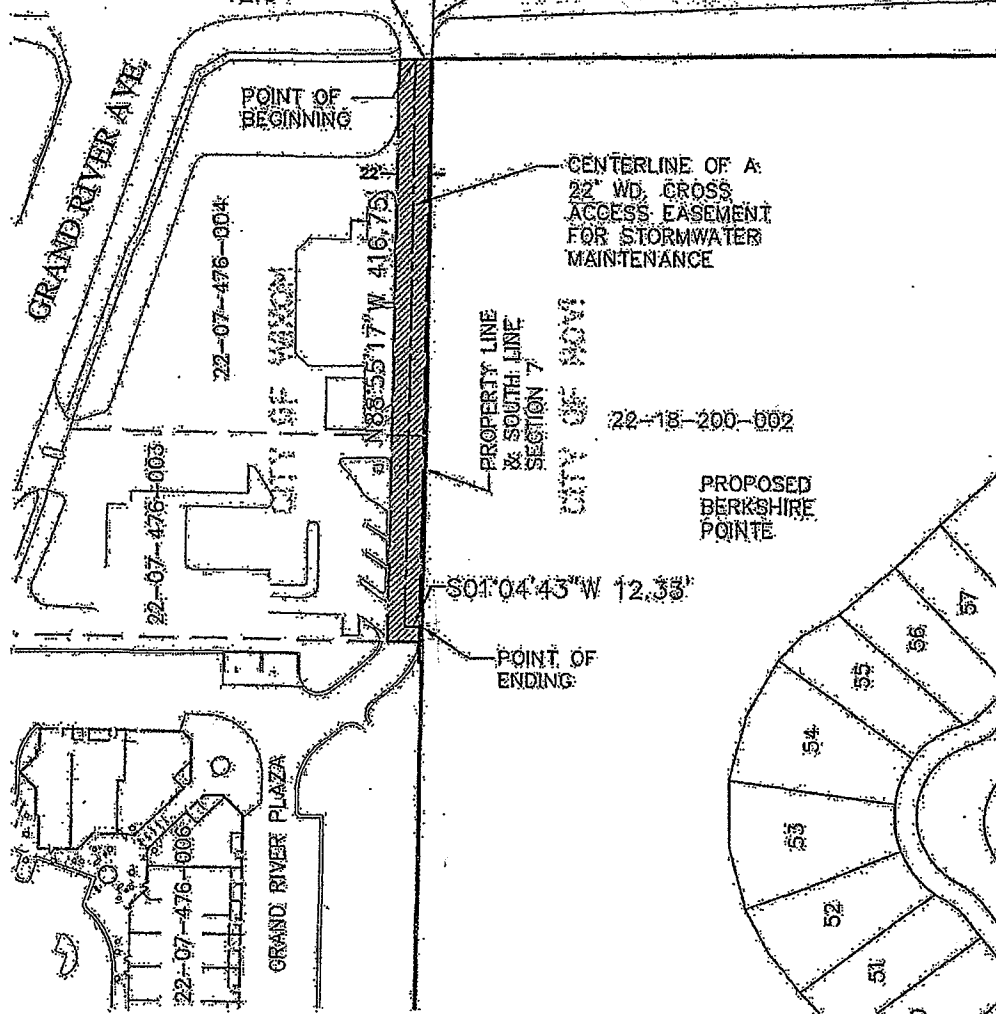 GRAND RIVER AVE.
POINT OF
BEGINNING
22'
CENTERLINE OF A
22' WD. CROSS
ACCESS EASEMENT
FOR STORMWATER
MAINTENANCE
22-07-476-004
CITY OF WIXOM
N88°55'17"W 416.75'
PROPERTY LINE
& SOUTH LINE
SECTION 7
CITY OF NOVI
22-18-200-002
PROPOSED
BERKSHIRE
POINTE
22-07-476-003
S01°04'43"W 12.33'
POINT OF
ENDING
57
56
55
54
53
52
51
GRAND RIVER PLAZA
22-07-476-006